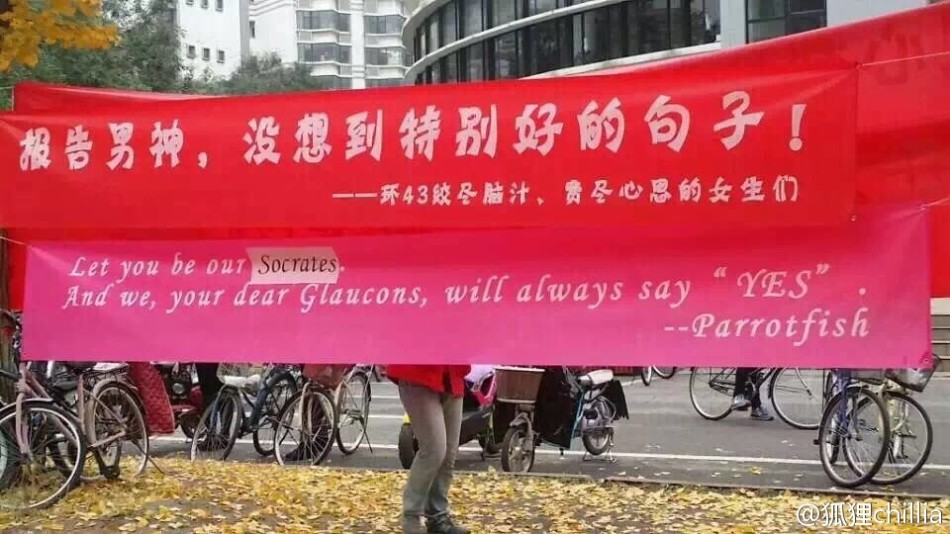 报告男神，没想到特别好的句子！
——环43绞尽脑汁、费尽心思的女生们
Let you be our Socrates.
And we, your dear Glaucons, will always say “YES”.
--Parrotfish
@狐狸chillla